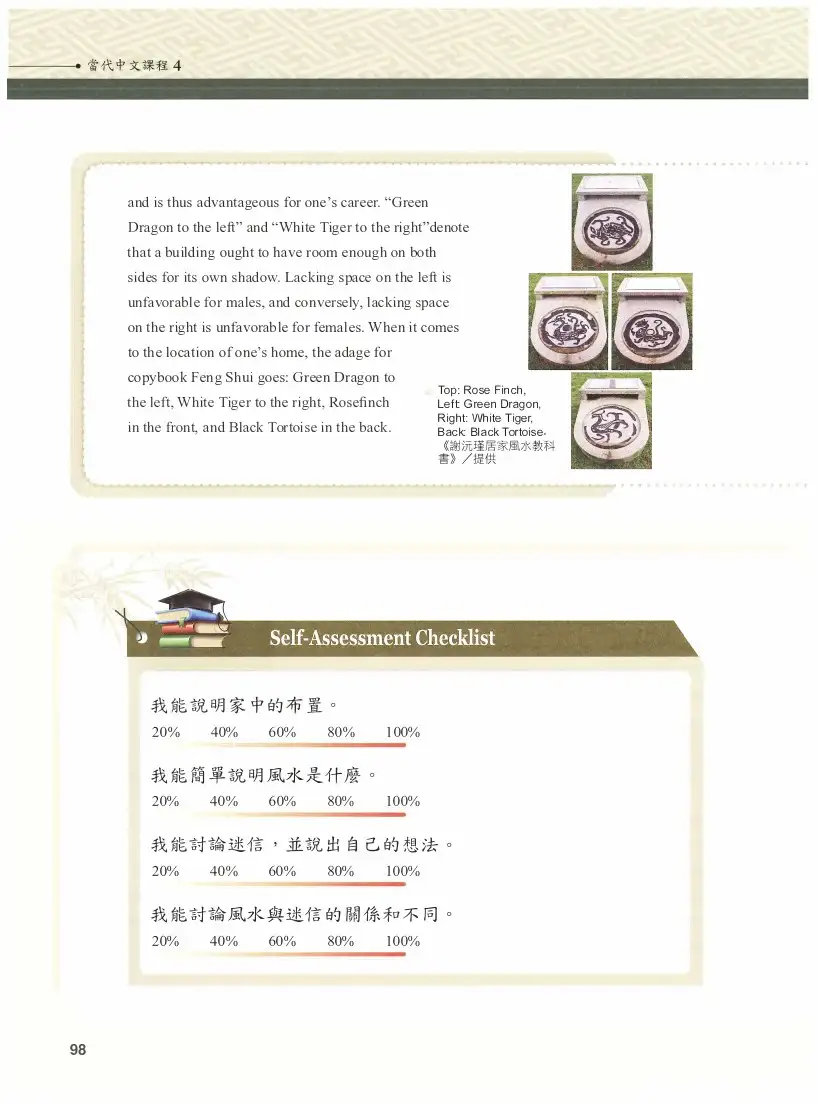 當代中文課程 4
and is thus advantageous for one's career. “Green
Dragon to the left” and “White Tiger to the right”denote
that a building ought to have room enough on both
sides for its own shadow. Lacking space on the left is
unfavorable for males, and conversely, lacking space
on the right is unfavorable for females. When it comes
to the location of one's home, the adage for
copybook Feng Shui goes: Green Dragon to
the left, White Tiger to the right, Rosefinch
in the front, and Black Tortoise in the back.
Top: Rose Finch,
Left: Green Dragon,
Right: White Tiger,
Back: Black Tortoise。
《謝沅瑾居家風水教科
書》／提供
Self-Assessment Checklist
我能說明家中的布置。
20% 40% 60% 80% 100%
我能簡單說明風水是什麼。
20% 40% 60% 80% 100%
我能討論迷信，並說出自己的想法。
20% 40% 60% 80% 100%
我能討論風水與迷信的關係和不同。
20% 40% 60% 80% 100%
98